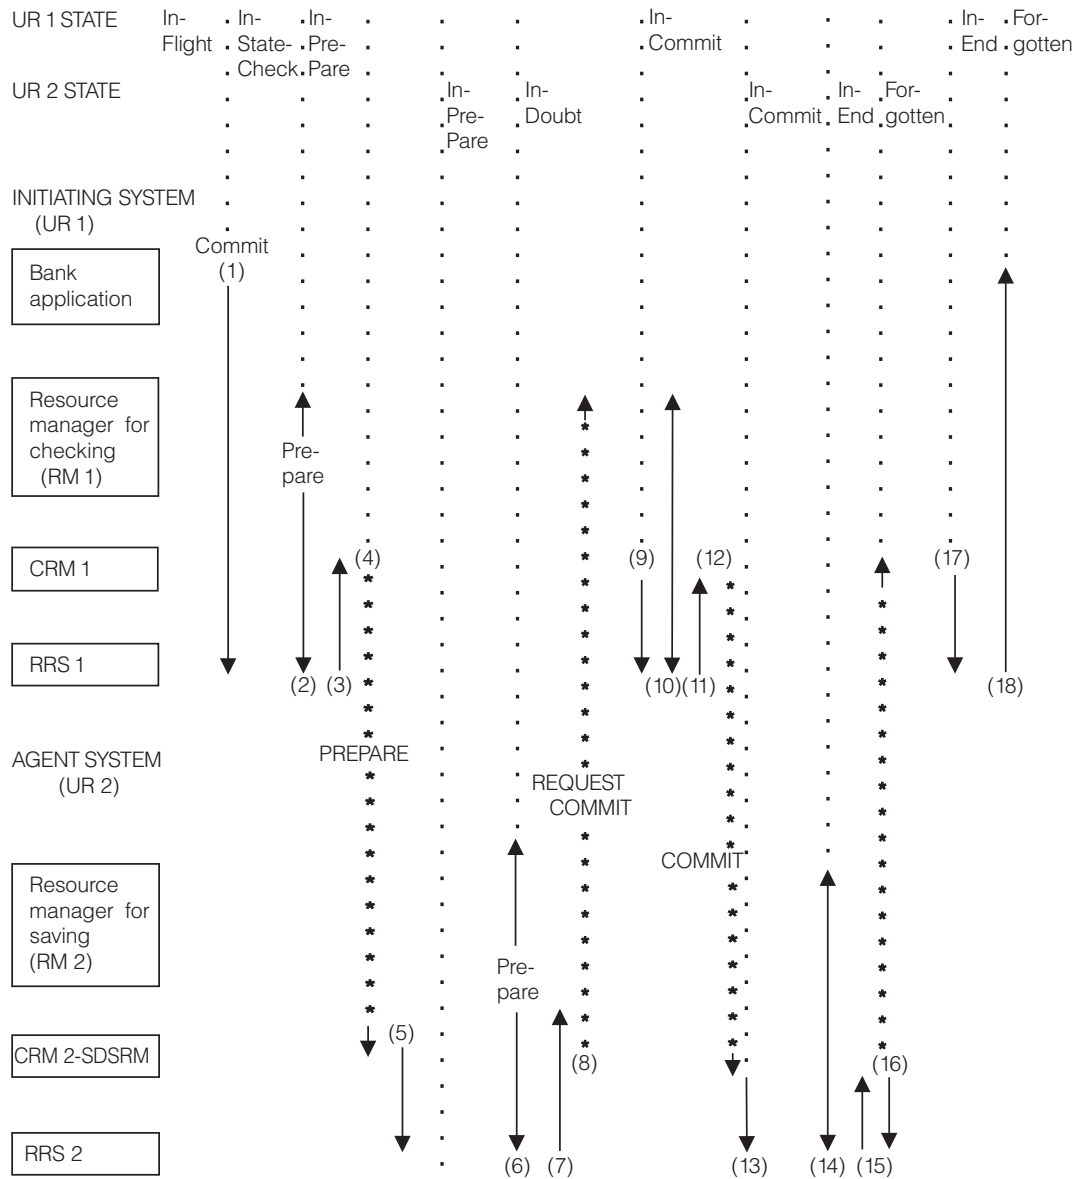 UR 1 STATE
In-
Flight
In-
State-
Check
In-
Pre-
Pare
In-
Commit
In-
End
For-
gotten
UR 2 STATE
In-
Pre-
Pare
In-
Doubt
In-
Commit
In-
End
For-
gotten
INITIATING SYSTEM
(UR 1)
Commit
(1)
Bank
application
Resource
manager for
checking
(RM 1)
Pre-
pare
CRM 1
(4)
(9)
(12)
(17)
RRS 1
(2)
(3)
(10)
(11)
(18)
AGENT SYSTEM
(UR 2)
PREPARE
REQUEST
COMMIT
COMMIT
Resource
manager for
saving
(RM 2)
Pre-
pare
CRM 2-SDSRM
(5)
(8)
(16)
RRS 2
(6)
(7)
(13)
(14)
(15)